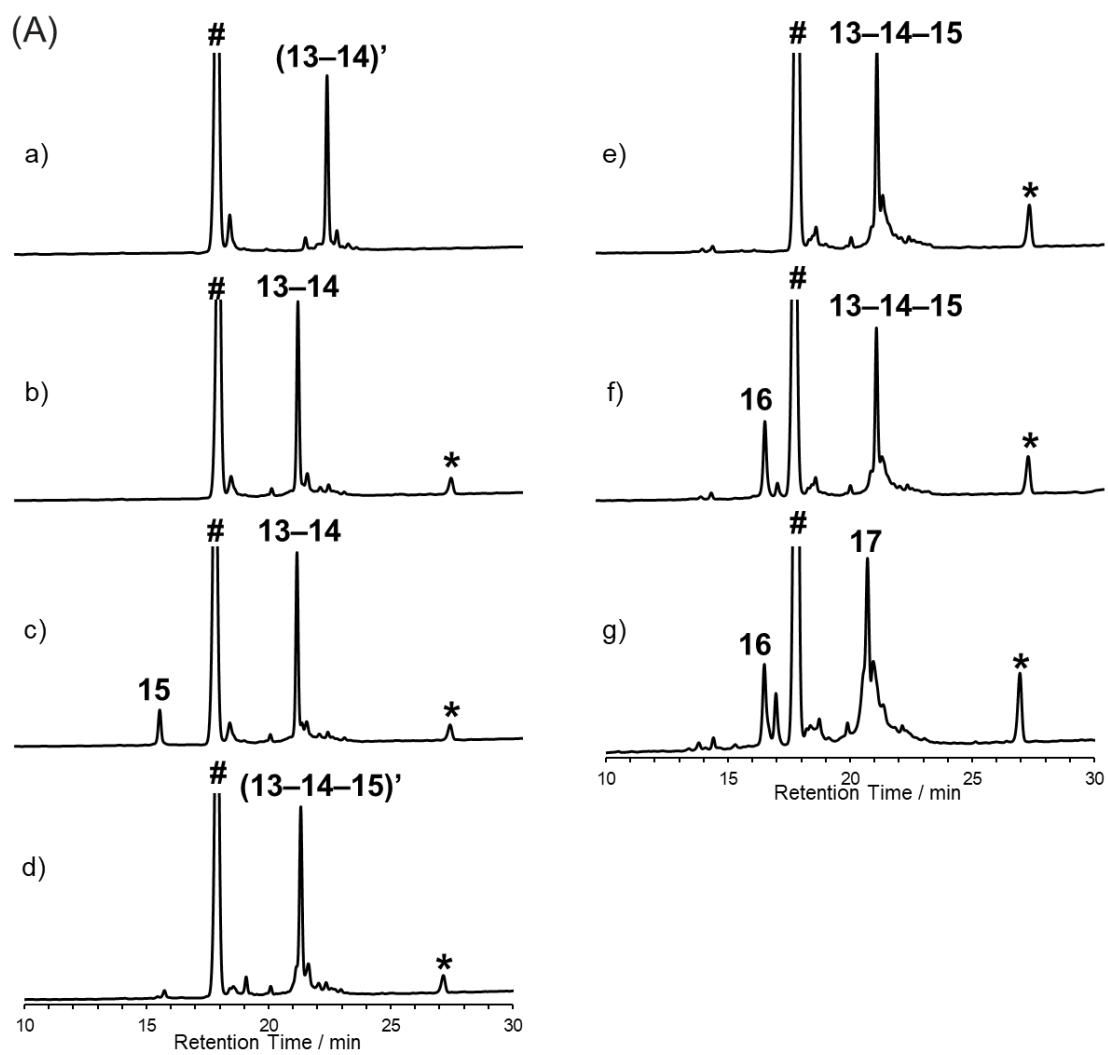 (A)
a)
#
(13–14)’
b)
#
13–14
*
c)
15
#
13–14
*
d)
#
(13–14–15)’
*
10 15 20 25 30
Retention Time / min
e)
#
13–14–15
*
f)
16
#
13–14–15
*
g)
16
#
17
*
10 15 20 25 30
Retention Time / min